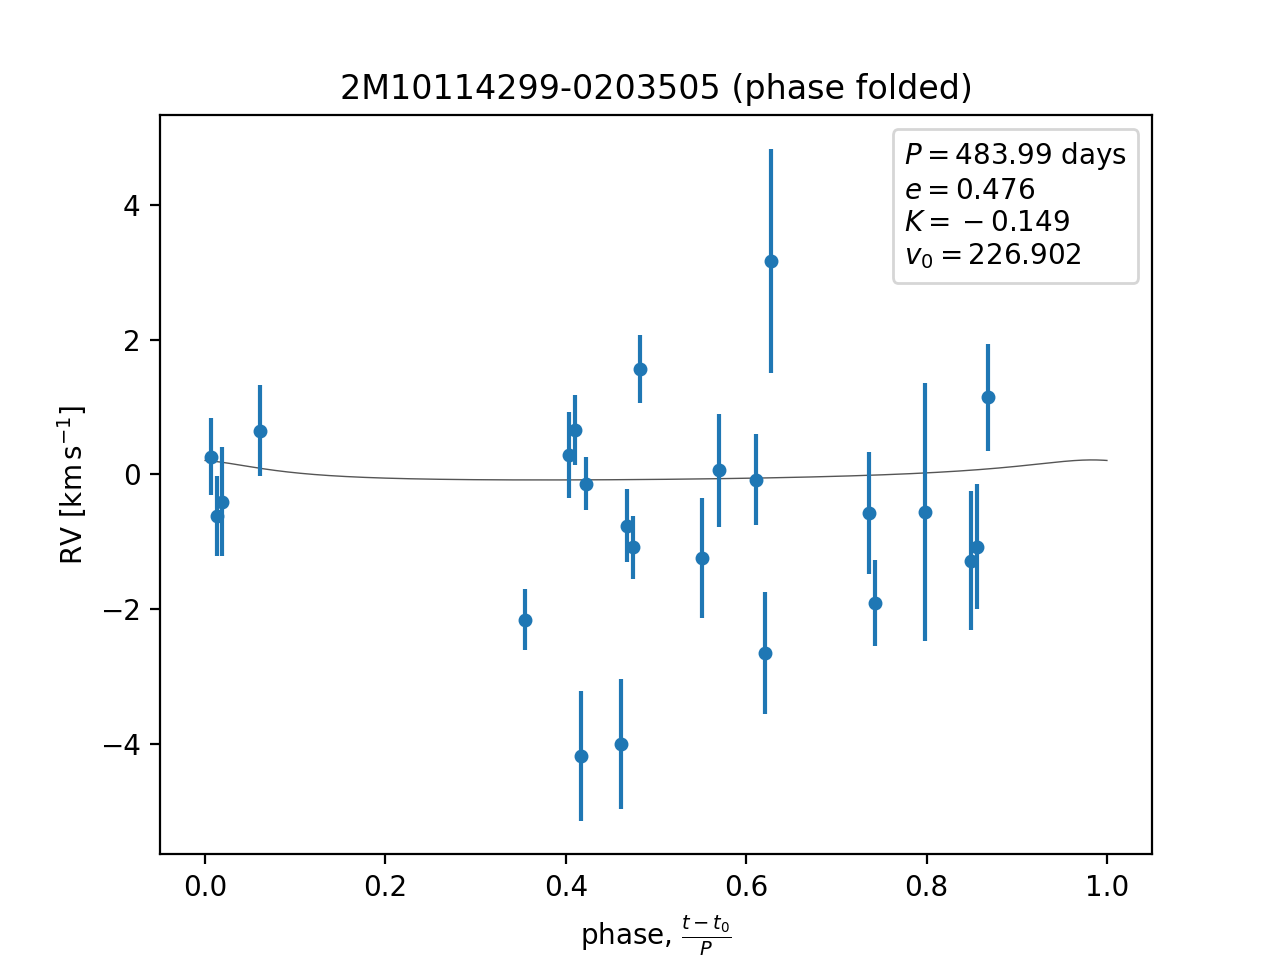 2M10114299-0203505 (phase folded)
P = 483.99 days
e = 0.476
K = −0.149
v₀ = 226.902
RV [km s⁻¹]
4
2
0
−2
−4
0.0 0.2 0.4 0.6 0.8 1.0
phase, (t − t₀)/P